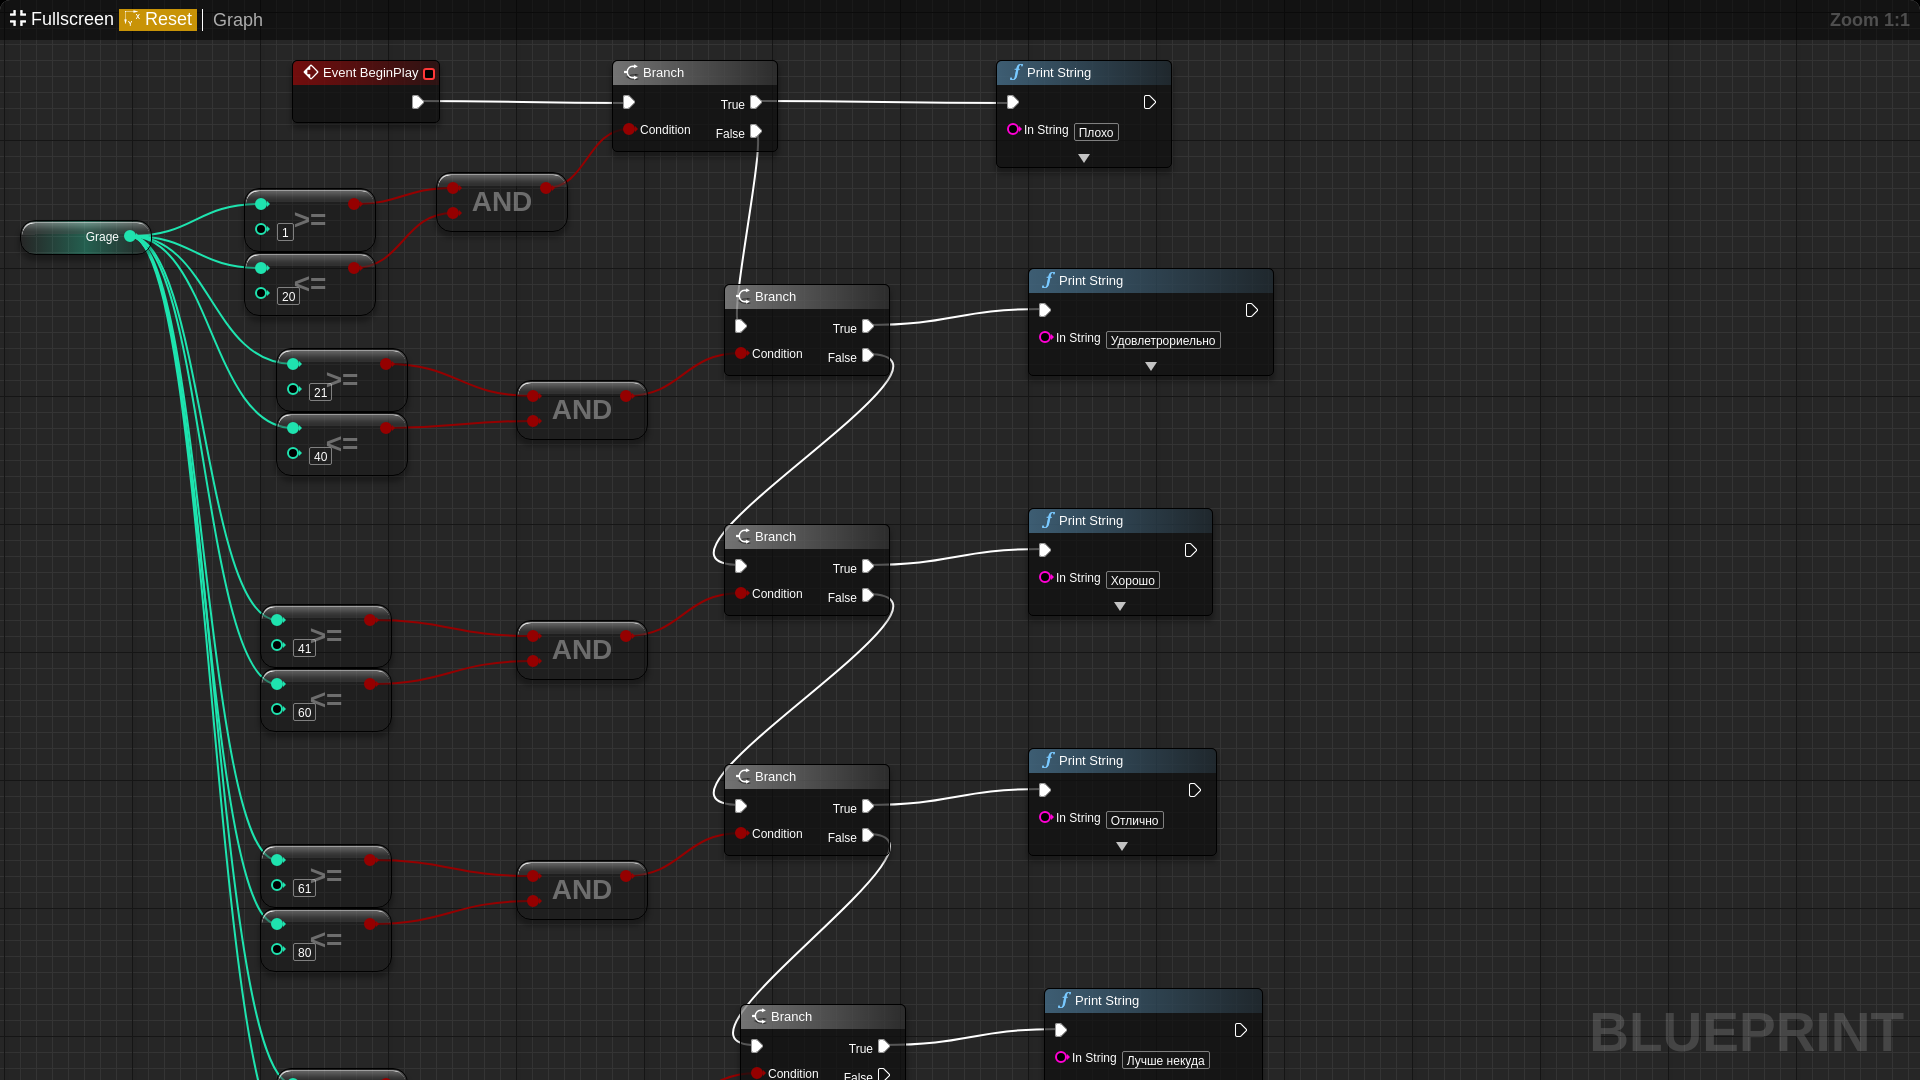 Fullscreen Reset Graph Zoom 1:1
Event BeginPlay
Branch
True
Condition False
Print String
In String Плохо
Grage
>=
1
<=
20
AND
Branch
True
Condition False
Print String
In String Удовлетрориельно
>=
21
<=
40
AND
Branch
True
Condition False
Print String
In String Хорошо
>=
41
<=
60
AND
Branch
True
Condition False
Print String
In String Отлично
>=
61
<=
80
AND
Branch
True
Condition False
Print String
In String Лучше некуда
BLUEPRINT